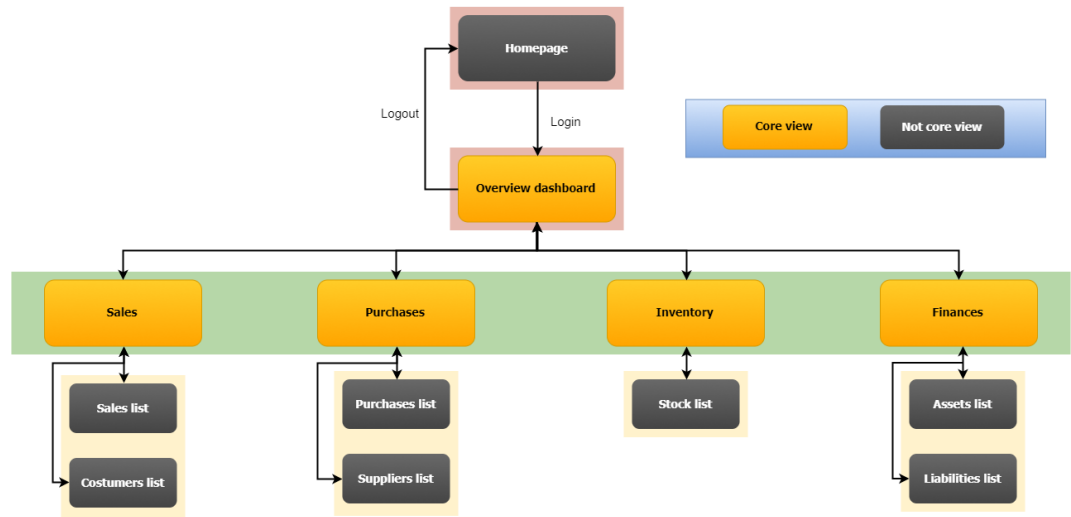 Homepage
Logout
Login
Core view
Not core view
Overview dashboard
Sales
Purchases
Inventory
Finances
Sales list
Purchases list
Stock list
Assets list
Costumers list
Suppliers list
Liabilities list